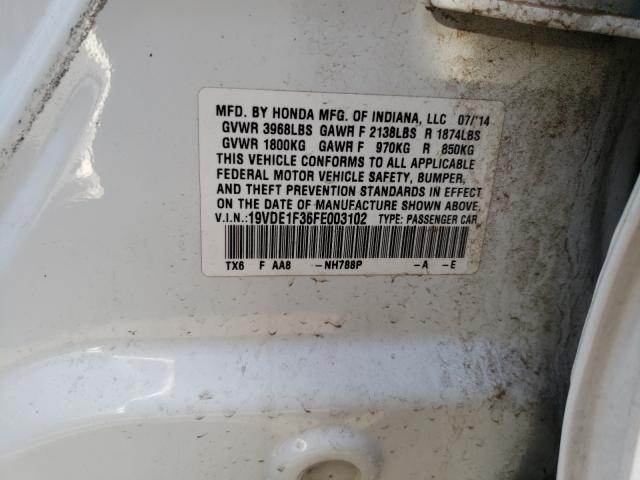 MFD. BY HONDA MFG. OF INDIANA, LLC 07/'14
GVWR 3968LBS GAWR F 2138LBS R 1874LBS
GVWR 1800KG GAWR F 970KG R 850KG
THIS VEHICLE CONFORMS TO ALL APPLICABLE
FEDERAL MOTOR VEHICLE SAFETY, BUMPER,
AND THEFT PREVENTION STANDARDS IN EFFECT
ON THE DATE OF MANUFACTURE SHOWN ABOVE.
V.I.N.:19VDE1F36FE003102 TYPE: PASSENGER CAR
TX6 F AA8 -NH788P -A -E